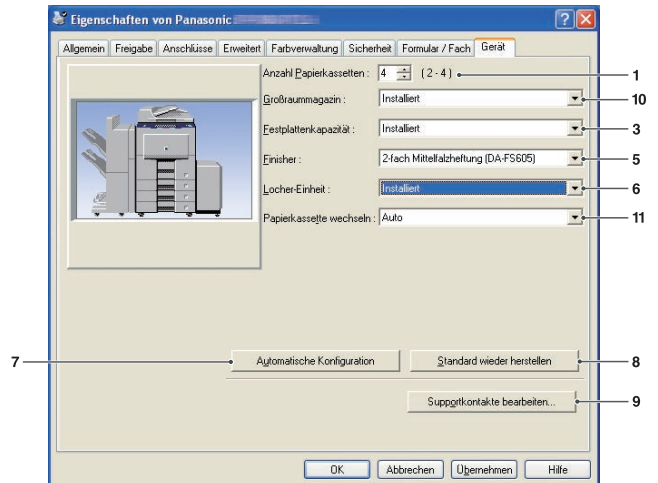 Eigenschaften von Panasonic
Allgemein Freigabe Anschlüsse Erweitert Farbverwaltung Sicherheit Formular / Fach Gerät
Anzahl Papierkassetten : 4 ( 2 - 4 ) 1
Großraummagazin : Installiert 10
Festplattenkapazität : Installiert 3
Finisher : 2-fach Mittelfalzheftung (DA-FS605) 5
Locher-Einheit : Installiert 6
Papierkassette wechseln : Auto 11
7 Automatische Konfiguration Standard wieder herstellen 8
Supportkontakte bearbeiten... 9
OK Abbrechen Übernehmen Hilfe